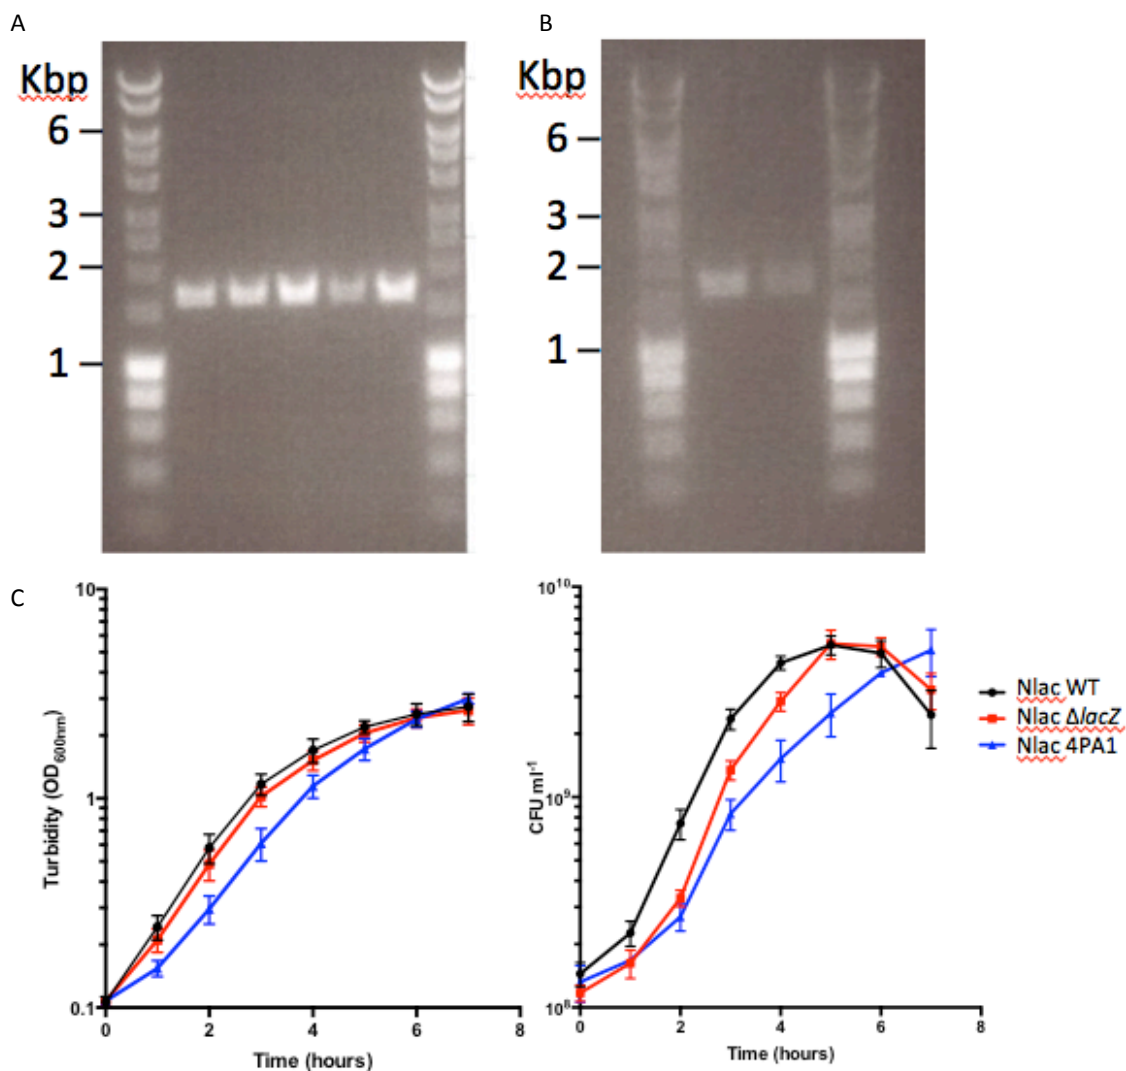 A
B
Kbp
6
3
2
1
Kbp
6
3
2
1
C
10
1
0.1
0
2
4
6
8
Turbidity (OD600nm)
Time (hours)
10^10
10^9
10^8
0
2
4
6
8
CFU ml-1
Time (hours)
Nlac WT
Nlac ΔlacZ
Nlac 4PA1